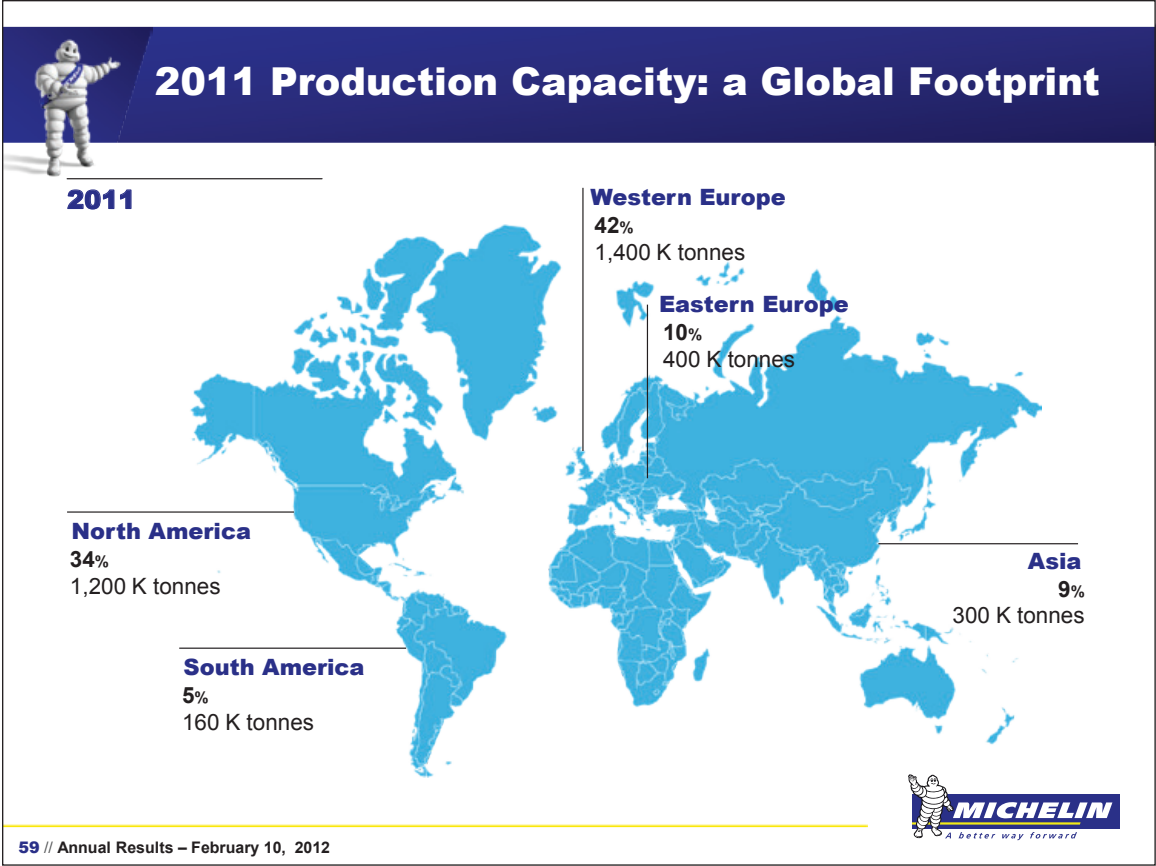 2011 Production Capacity: a Global Footprint
2011
Western Europe
42%
1,400 K tonnes
Eastern Europe
10%
400 K tonnes
North America
34%
1,200 K tonnes
Asia
9%
300 K tonnes
South America
5%
160 K tonnes
MICHELIN
A better way forward
59 // Annual Results – February 10, 2012